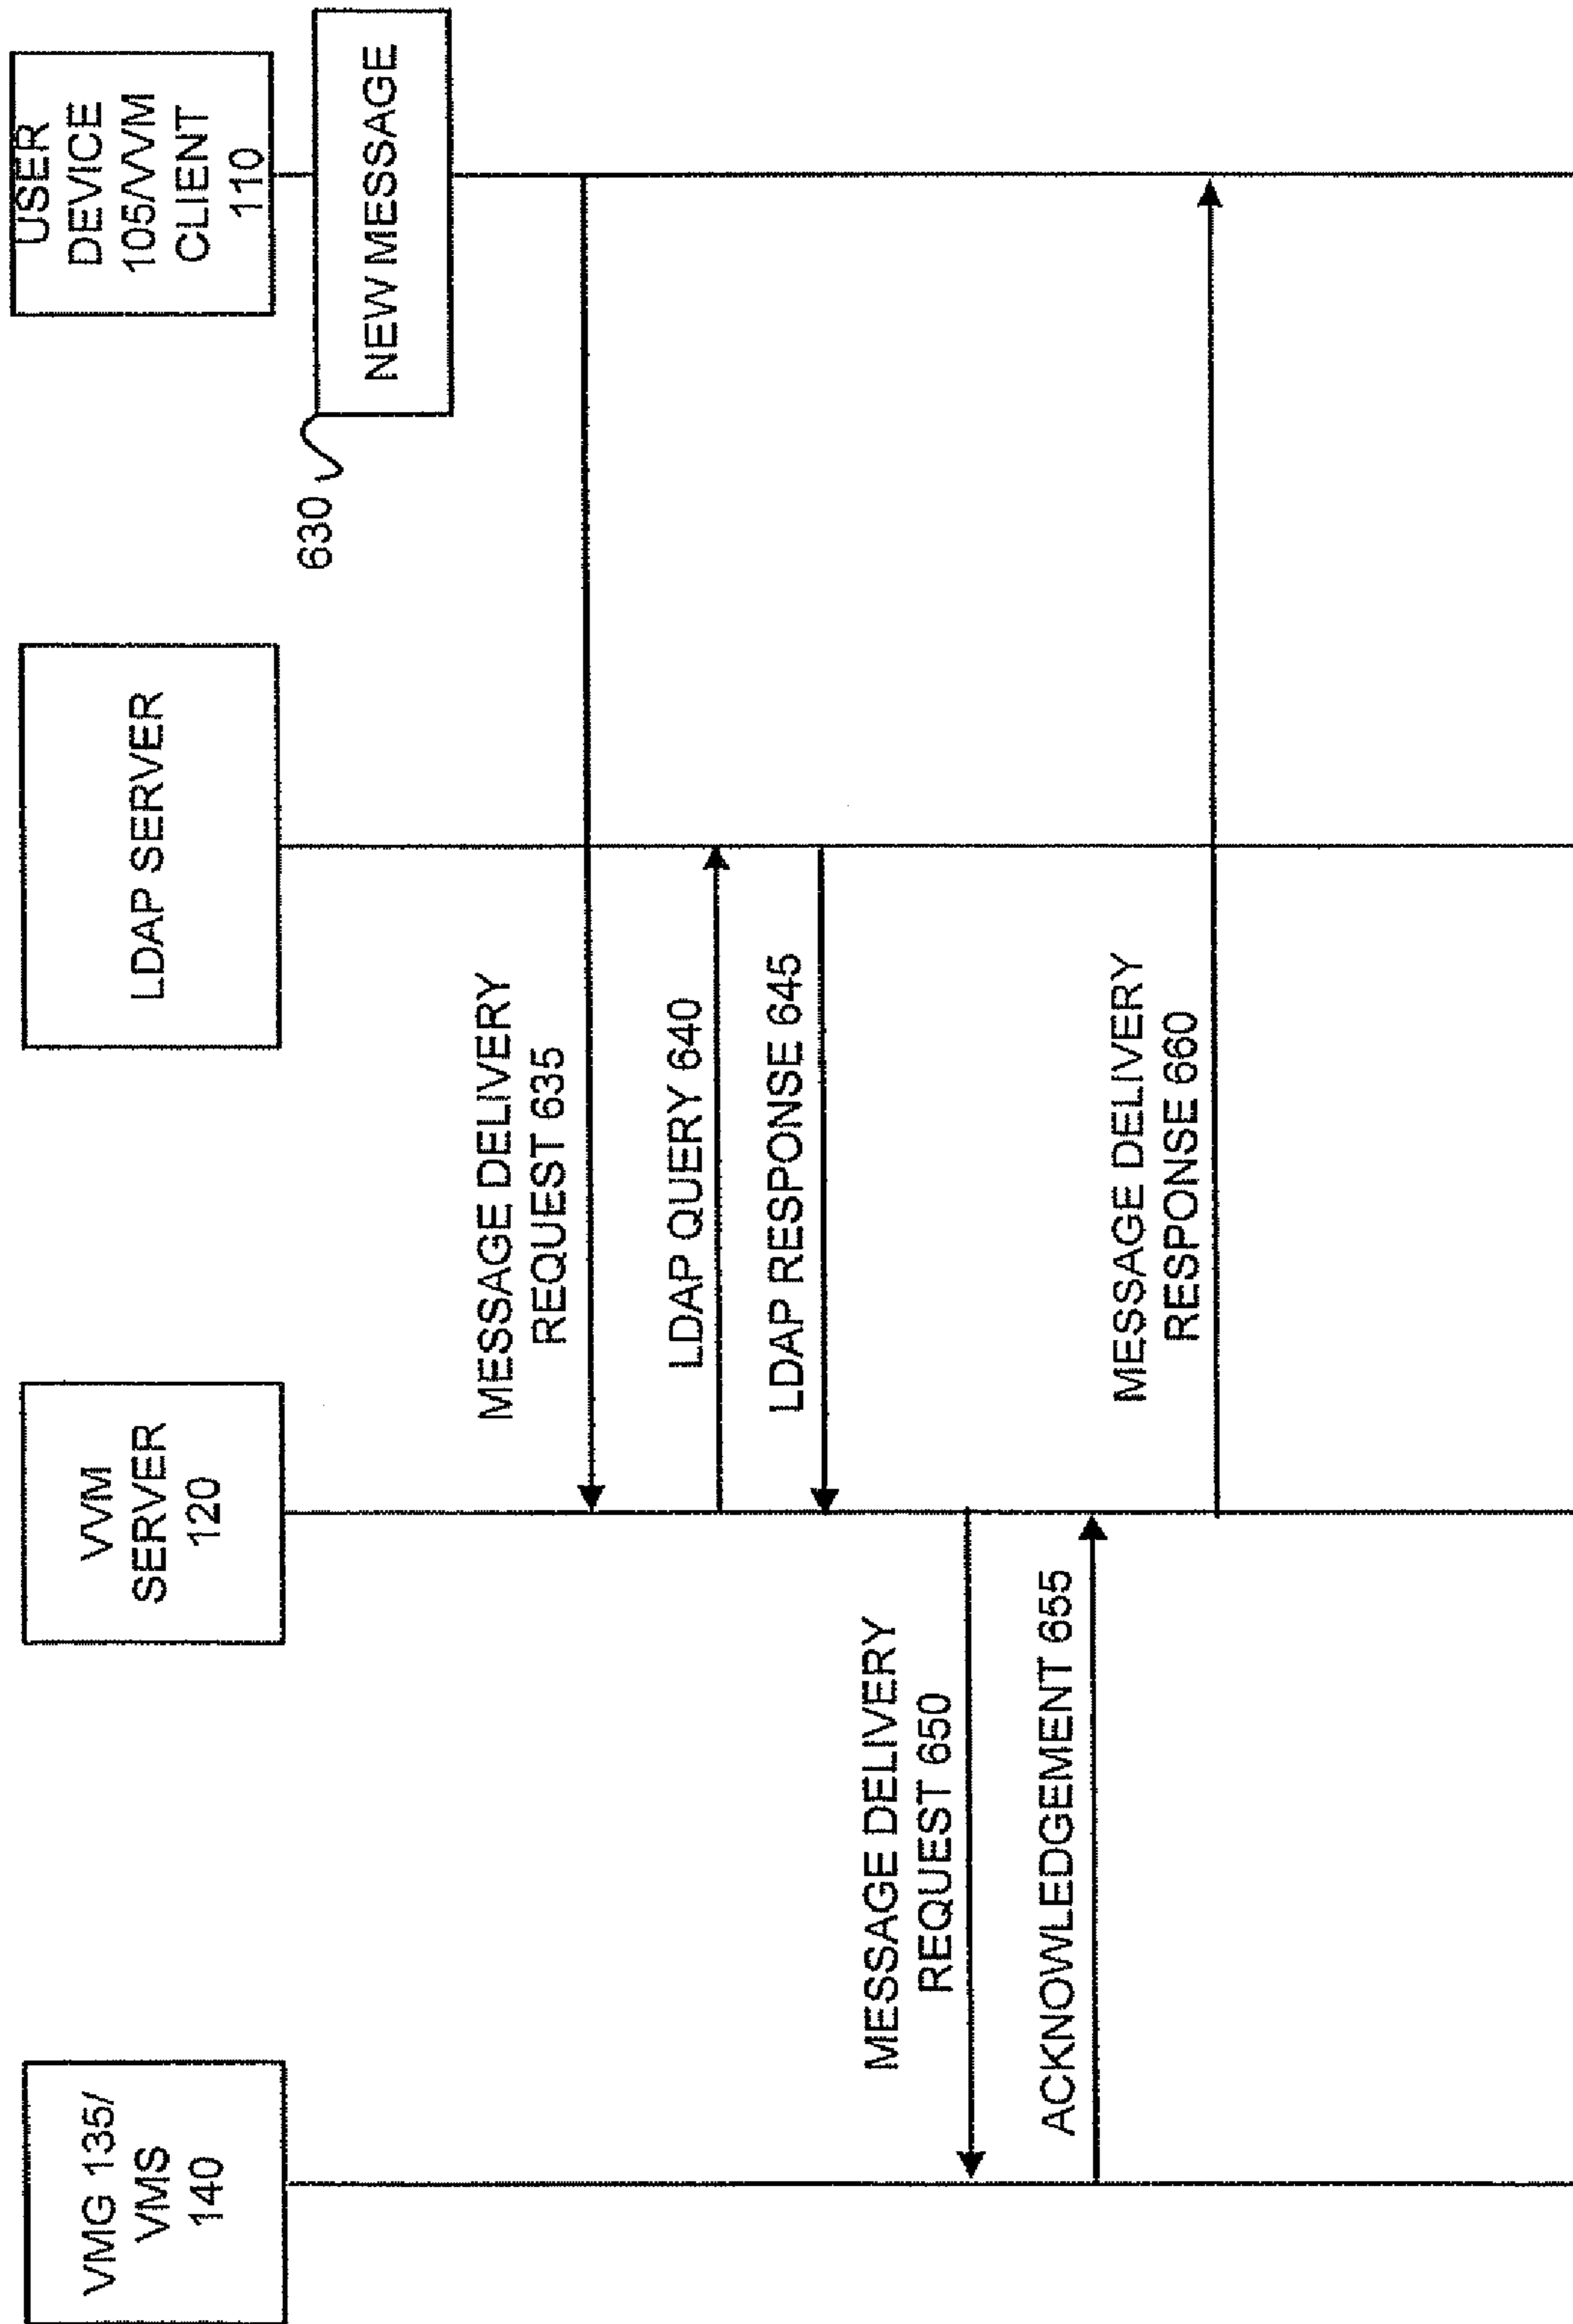 VMG 135/
VMS
140
VVM
SERVER
120
LDAP SERVER
USER
DEVICE
105/VVM
CLIENT
110
630
NEW MESSAGE
MESSAGE DELIVERY
REQUEST 635
LDAP QUERY 640
LDAP RESPONSE 645
MESSAGE DELIVERY
REQUEST 650
ACKNOWLEDGEMENT 655
MESSAGE DELIVERY
RESPONSE 660